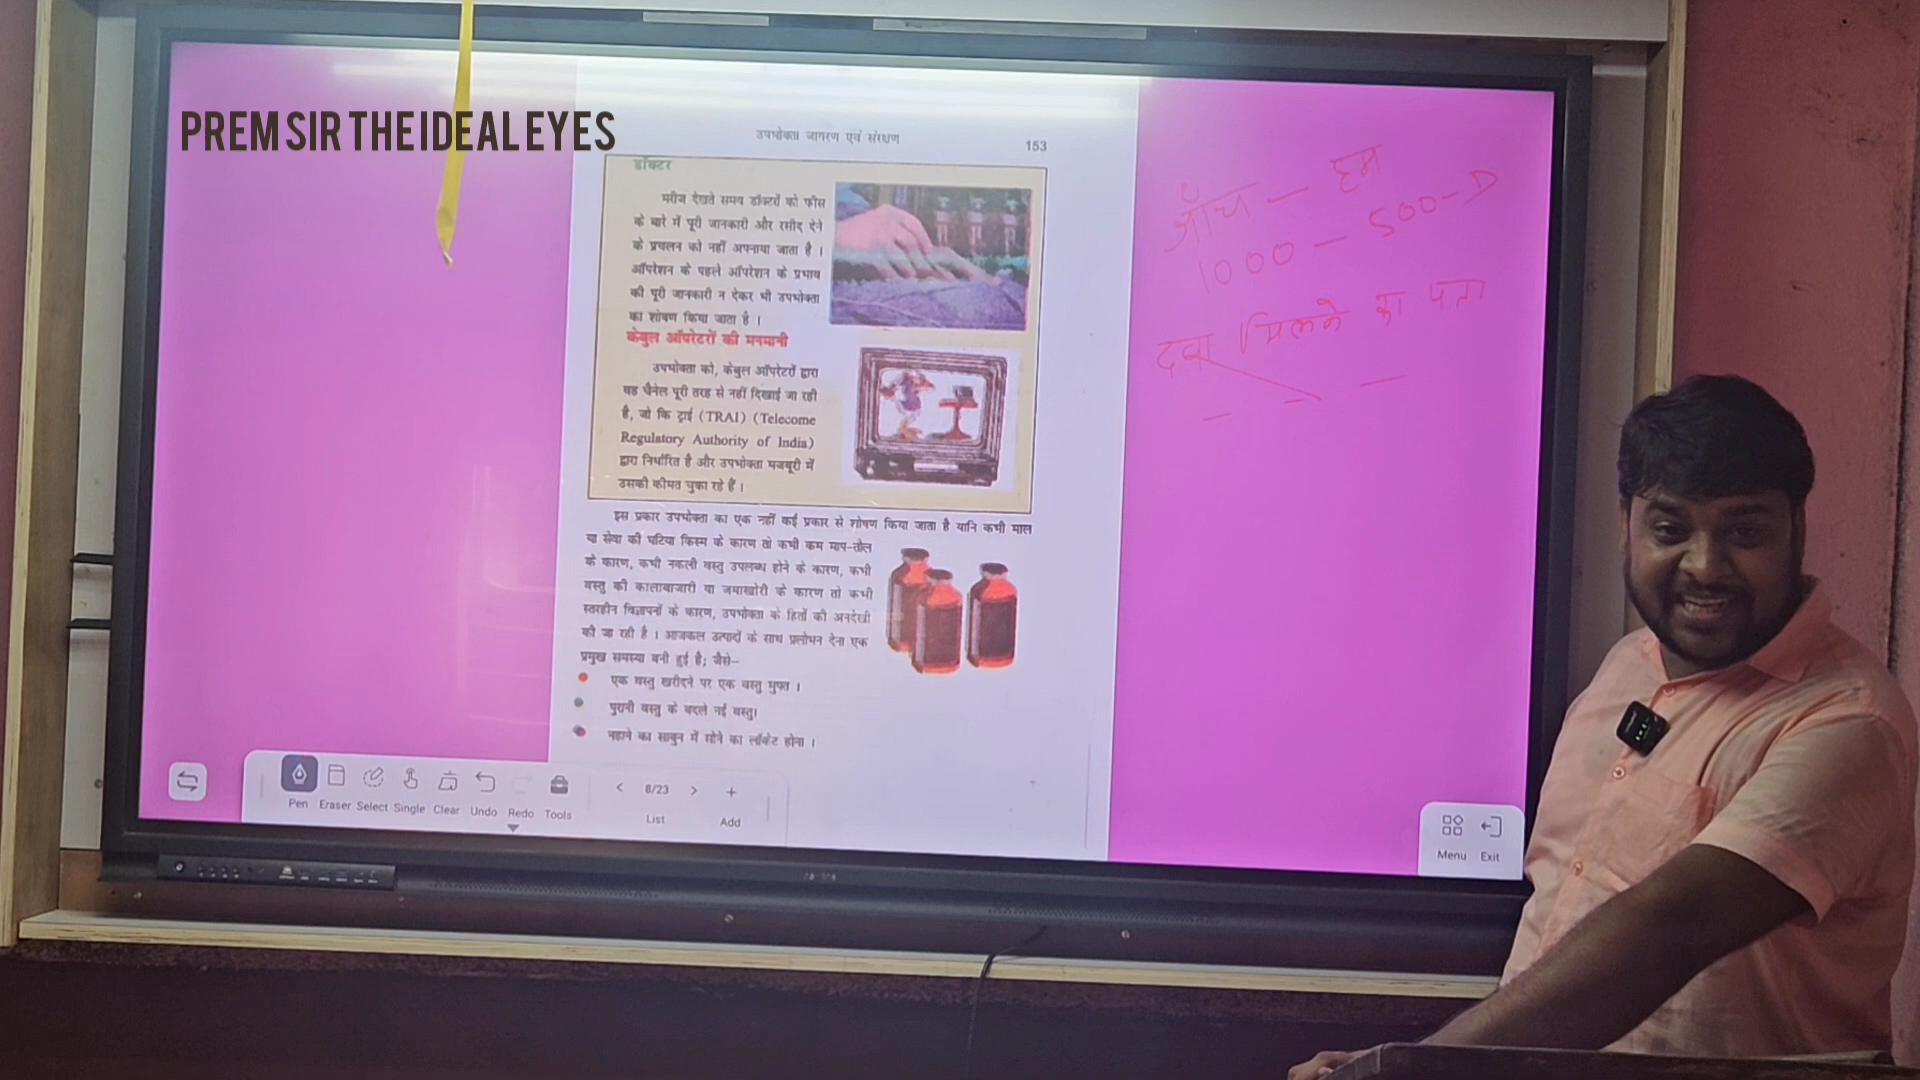 PREM SIR THE IDEAL EYES
उपभोक्ता जागरण एवं संरक्षण
153
डॉक्टर
मरीज देखते समय डॉक्टरों को फीस
के बारे में पूरी जानकारी और रसीद देने
के प्रचलन को नहीं अपनाया जाता है ।
ऑपरेशन के पहले ऑपरेशन के प्रभाव
की पूरी जानकारी न देकर भी उपभोक्ता
का शोषण किया जाता है ।
केबुल ऑपरेटरों की मनमानी
उपभोक्ता को, केबुल ऑपरेटरों द्वारा
वह चैनेल पूरी तरह से नहीं दिखाई जा रही
है, जो कि ट्राई (TRAI) (Telecome
Regulatory Authority of India)
द्वारा निर्धारित है और उपभोक्ता मजबूरी में
उसकी कीमत चुका रहे हैं ।
इस प्रकार उपभोक्ता का एक नहीं कई प्रकार से शोषण किया जाता है यानि कभी माल
या सेवा की घटिया किस्म के कारण तो कभी कम माप-तौल
के कारण, कभी नकली वस्तु उपलब्ध होने के कारण, कभी
वस्तु की कालाबाजारी या जमाखोरी के कारण तो कभी
स्तरहीन विज्ञापनों के कारण, उपभोक्ता के हितों की अनदेखी
की जा रही है । आजकल उत्पादों के साथ प्रलोभन देना एक
प्रमुख समस्या बनी हुई है; जैसे–
एक वस्तु खरीदने पर एक वस्तु मुफ्त ।
पुरानी वस्तु के बदले नई वस्तु।
नहाने का साबुन में सोने का लॉकेट होना ।
जाँच – हम
1000 – 500-D
दवा मिलने का पता
Pen Eraser Select Single Clear Undo Redo Tools
8/23
List
Add
Menu Exit